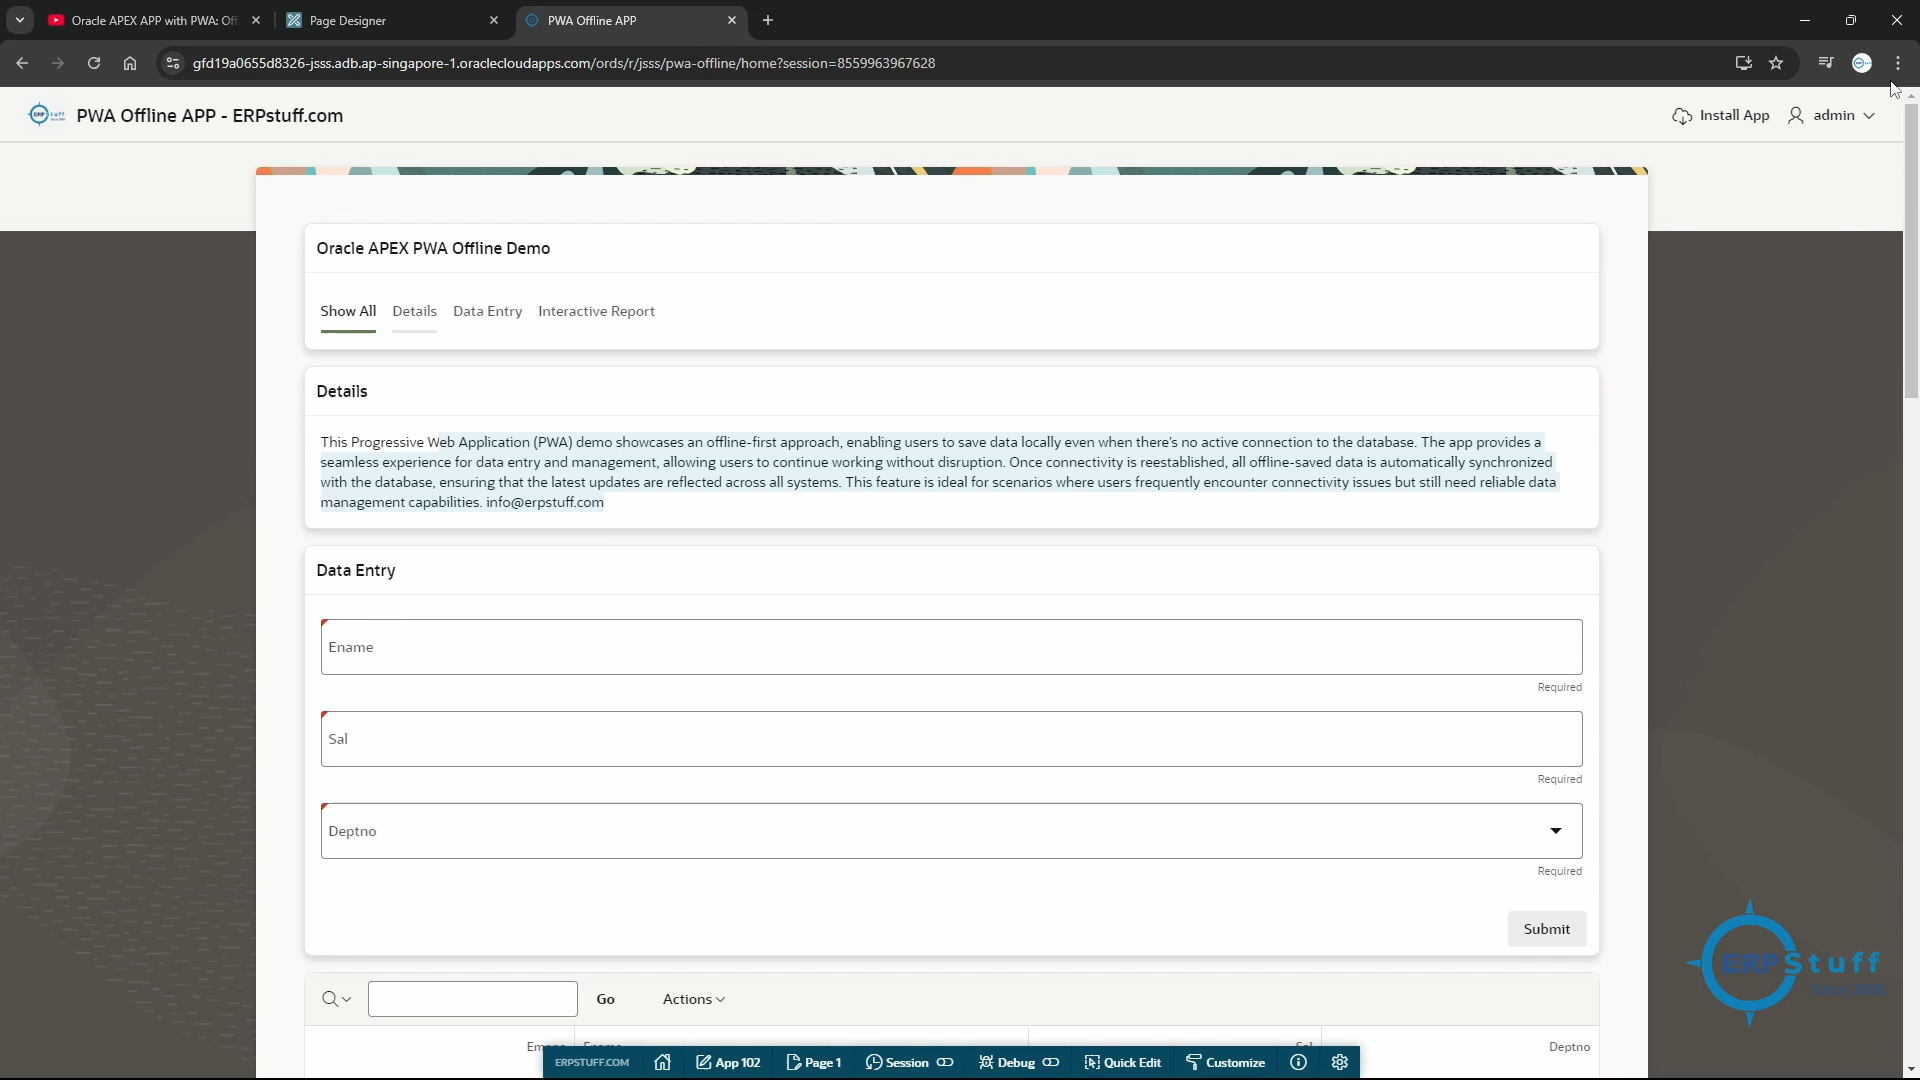 Oracle APEX APP with PWA: Of
Page Designer
PWA Offline APP
gfd19a0655d8326-jsss.adb.ap-singapore-1.oraclecloudapps.com/ords/r/jsss/pwa-offline/home?session=8559963967628
PWA Offline APP - ERPstuff.com
Install App
admin
Oracle APEX PWA Offline Demo
Show All Details Data Entry Interactive Report
Details
This Progressive Web Application (PWA) demo showcases an offline-first approach, enabling users to save data locally even when there's no active connection to the database. The app provides a
seamless experience for data entry and management, allowing users to continue working without disruption. Once connectivity is reestablished, all offline-saved data is automatically synchronized
with the database, ensuring that the latest updates are reflected across all systems. This feature is ideal for scenarios where users frequently encounter connectivity issues but still need reliable data
management capabilities. info@erpstuff.com
Data Entry
Ename
Required
Sal
Required
Deptno
Required
Submit
ERPStuff
Go Actions
Deptno
ERPSTUFF.COM App 102 Page 1 Session Debug Quick Edit Customize